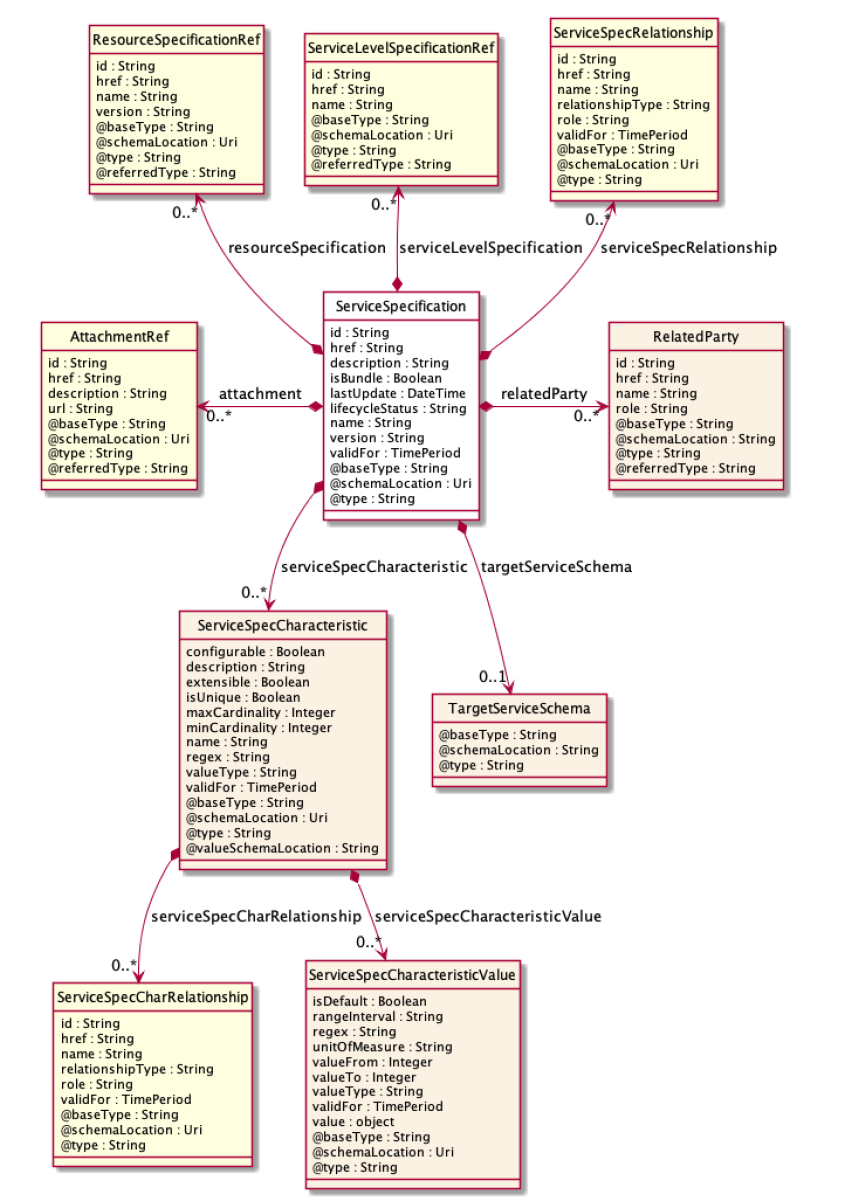 ResourceSpecificationRef
id : String
href : String
name : String
version : String
@baseType : String
@schemaLocation : Uri
@type : String
@referredType : String
ServiceLevelSpecificationRef
id : String
href : String
name : String
@baseType : String
@schemaLocation : Uri
@type : String
@referredType : String
ServiceSpecRelationship
id : String
href : String
name : String
relationshipType : String
role : String
validFor : TimePeriod
@baseType : String
@schemaLocation : Uri
@type : String
0..*
0..*
0..*
resourceSpecification
serviceLevelSpecification
serviceSpecRelationship
AttachmentRef
id : String
href : String
description : String
url : String
@baseType : String
@schemaLocation : Uri
@type : String
@referredType : String
attachment
0..*
ServiceSpecification
id : String
href : String
description : String
isBundle : Boolean
lastUpdate : DateTime
lifecycleStatus : String
name : String
version : String
validFor : TimePeriod
@baseType : String
@schemaLocation : Uri
@type : String
relatedParty
0..*
RelatedParty
id : String
href : String
name : String
role : String
@baseType : String
@schemaLocation : String
@type : String
@referredType : String
serviceSpecCharacteristic
targetServiceSchema
0..*
0..1
ServiceSpecCharacteristic
configurable : Boolean
description : String
extensible : Boolean
isUnique : Boolean
maxCardinality : Integer
minCardinality : Integer
name : String
regex : String
valueType : String
validFor : TimePeriod
@baseType : String
@schemaLocation : Uri
@type : String
@valueSchemaLocation : String
TargetServiceSchema
@baseType : String
@schemaLocation : String
@type : String
serviceSpecCharRelationship
serviceSpecCharacteristicValue
0..*
0..*
ServiceSpecCharRelationship
id : String
href : String
name : String
relationshipType : String
role : String
validFor : TimePeriod
@baseType : String
@schemaLocation : Uri
@type : String
ServiceSpecCharacteristicValue
isDefault : Boolean
rangeInterval : String
regex : String
unitOfMeasure : String
valueFrom : Integer
valueTo : Integer
valueType : String
validFor : TimePeriod
value : object
@baseType : String
@schemaLocation : Uri
@type : String